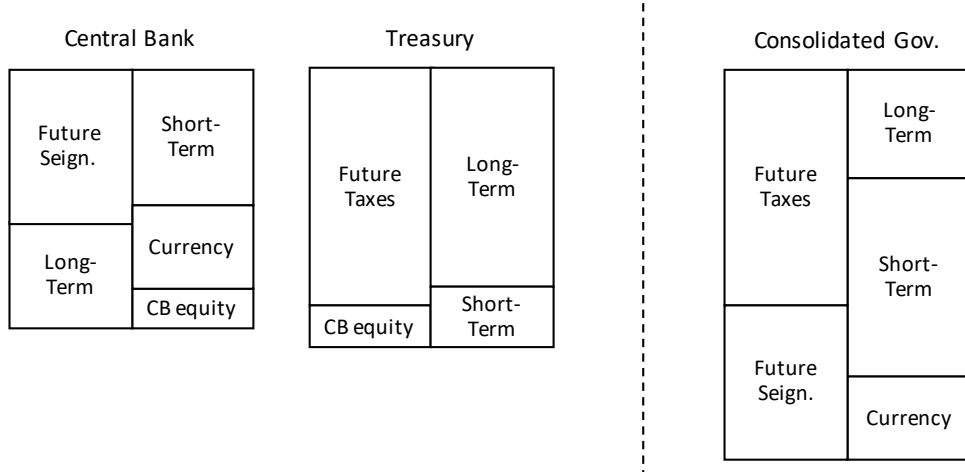 Central Bank
Future
Seign.
Long-
Term
Short-
Term
Currency
CB equity
Treasury
Future
Taxes
CB equity
Long-
Term
Short-
Term
Consolidated Gov.
Future
Taxes
Future
Seign.
Long-
Term
Short-
Term
Currency